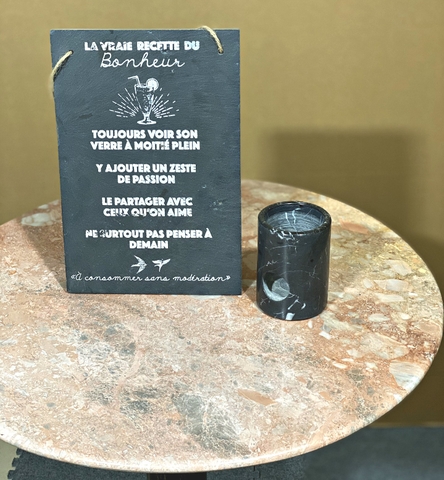 LA VRAIE RECETTE DU
Bonheur
TOUJOURS VOIR SON
VERRE À MOITIÉ PLEIN
Y AJOUTER UN ZESTE
DE PASSION
LE PARTAGER AVEC
CEUX QU'ON AIME
NE SURTOUT PAS PENSER À
DEMAIN
«À consommer sans modération»